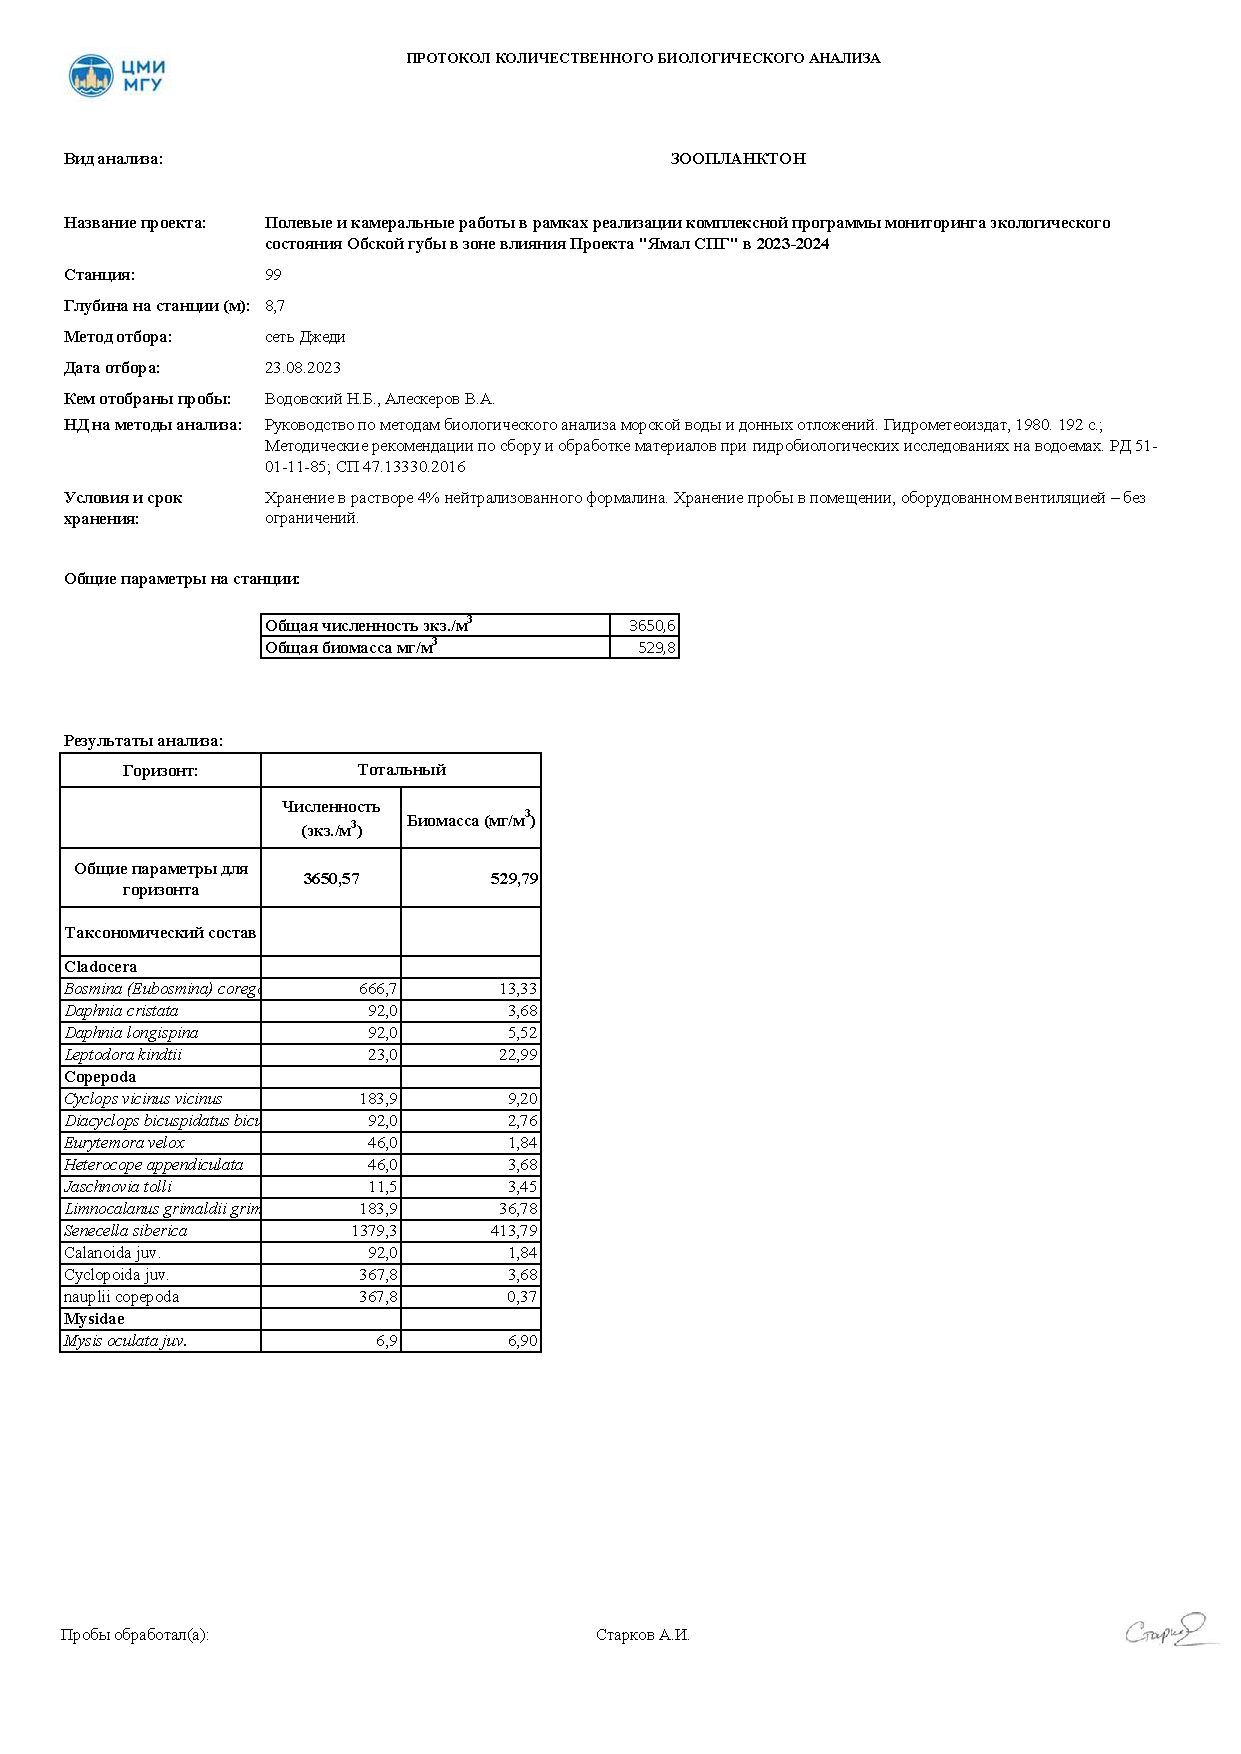 ЦМИ
МГУ
ПРОТОКОЛ КОЛИЧЕСТВЕННОГО БИОЛОГИЧЕСКОГО АНАЛИЗА
Вид анализа: ЗООПЛАНКТОН
Название проекта: Полевые и камеральные работы в рамках реализации комплексной программы мониторинга экологического
состояния Обской губы в зоне влияния Проекта "Ямал СПГ" в 2023-2024
Станция: 99
Глубина на станции (м): 8,7
Метод отбора: сеть Джеди
Дата отбора: 23.08.2023
Кем отобраны пробы: Водовский Н.Б., Алескеров В.А.
НД на методы анализа: Руководство по методам биологического анализа морской воды и донных отложений. Гидрометеоиздат, 1980. 192 с.;
Методические рекомендации по сбору и обработке материалов при гидробиологических исследованиях на водоемах. РД 51-
01-11-85; СП 47.13330.2016
Условия и срок Хранение в растворе 4% нейтрализованного формалина. Хранение пробы в помещении, оборудованном вентиляцией – без
хранения: ограничений.
Общие параметры на станции:
Общая численность экз./м³ 3650,6
Общая биомасса мг/м³ 529,8
Результаты анализа:
Горизонт: Тотальный
Численность
(экз./м³) Биомасса (мг/м³)
Общие параметры для
горизонта 3650,57 529,79
Таксономический состав
Cladocera
Bosmina (Eubosmina) corego 666,7 13,33
Daphnia cristata 92,0 3,68
Daphnia longispina 92,0 5,52
Leptodora kindtii 23,0 22,99
Copepoda
Cyclops vicinus vicinus 183,9 9,20
Diacyclops bicuspidatus bicu 92,0 2,76
Eurytemora velox 46,0 1,84
Heterocope appendiculata 46,0 3,68
Jaschnovia tolli 11,5 3,45
Limnocalanus grimaldii grim 183,9 36,78
Senecella siberica 1379,3 413,79
Calanoida juv. 92,0 1,84
Cyclopoida juv. 367,8 3,68
nauplii copepoda 367,8 0,37
Mysidae
Mysis oculata juv. 6,9 6,90
Пробы обработал(а): Старков А.И.